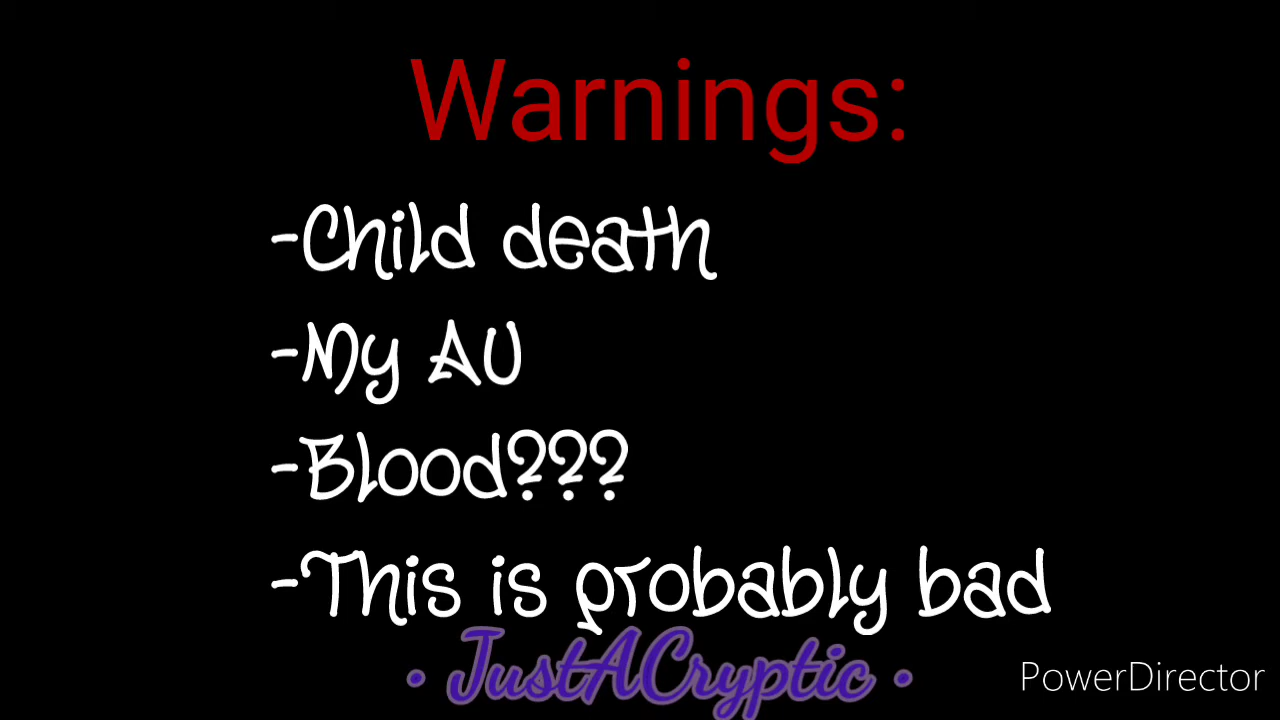 Warnings:
-Child death
-My AU
-Blood???
-This is probably bad
• JustACryptic •
PowerDirector